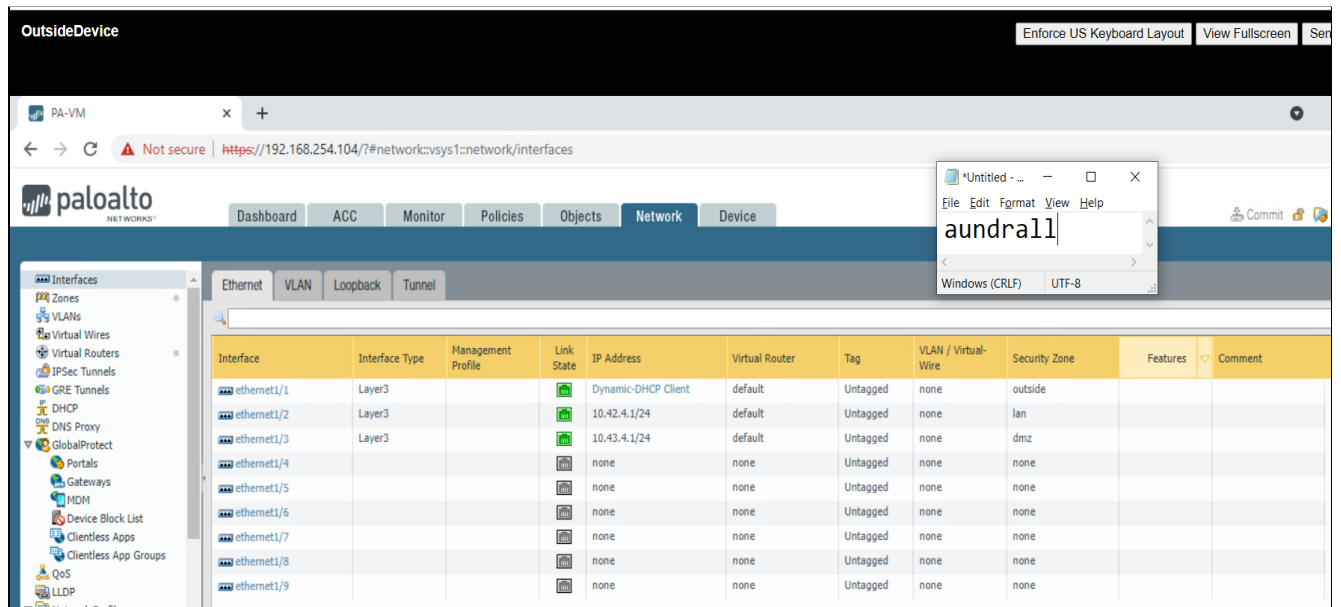 OutsideDevice
Enforce US Keyboard Layout View Fullscreen Sen
PA-VM
Not secure https://192.168.254.104/?#network::vsys1::network/interfaces
*Untitled - ...
File Edit Format View Help
aundrall
Windows (CRLF) UTF-8
paloalto
NETWORKS®
Dashboard ACC Monitor Policies Objects Network Device
Commit
Interfaces
Zones
VLANs
Virtual Wires
Virtual Routers
IPSec Tunnels
GRE Tunnels
DHCP
DNS Proxy
GlobalProtect
Portals
Gateways
MDM
Device Block List
Clientless Apps
Clientless App Groups
QoS
LLDP
Ethernet VLAN Loopback Tunnel
Interface Interface Type Management Profile Link State IP Address Virtual Router Tag VLAN / Virtual-Wire Security Zone Features Comment
ethernet1/1 Layer3 Dynamic-DHCP Client default Untagged none outside
ethernet1/2 Layer3 10.42.4.1/24 default Untagged none lan
ethernet1/3 Layer3 10.43.4.1/24 default Untagged none dmz
ethernet1/4 none none Untagged none none
ethernet1/5 none none Untagged none none
ethernet1/6 none none Untagged none none
ethernet1/7 none none Untagged none none
ethernet1/8 none none Untagged none none
ethernet1/9 none none Untagged none none